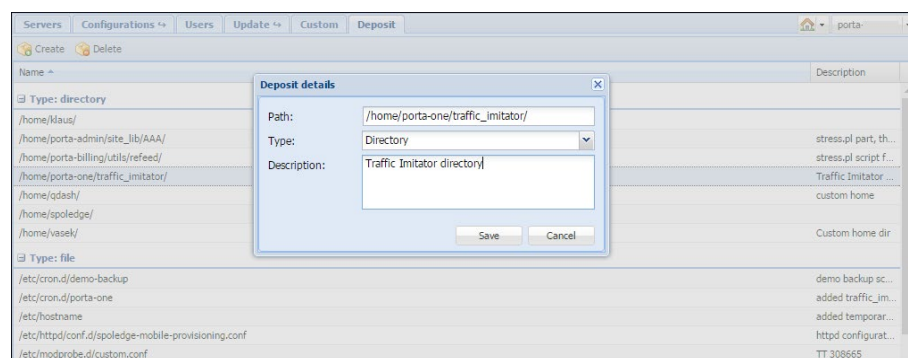 Servers Configurations Users Update Custom Deposit porta-
Create Delete
Name Description
Type: directory
/home/klaus/
/home/porta-admin/site_lib/AAA/ stress.pl part, th...
/home/porta-billing/utils/refeed/ stress.pl script f...
/home/porta-one/traffic_imitator/ Traffic Imitator ...
/home/qdash/ custom home
/home/spoledge/
/home/vasek/ Custom home dir
Type: file
/etc/cron.d/demo-backup demo backup sc...
/etc/cron.d/porta-one added traffic_im...
/etc/hostname added temporar...
/etc/httpd/conf.d/spoledge-mobile-provisioning.conf httpd configurat...
/etc/modprobe.d/custom.conf TT 308665
Deposit details
Path: /home/porta-one/traffic_imitator/
Type: Directory
Description: Traffic Imitator directory
Save Cancel